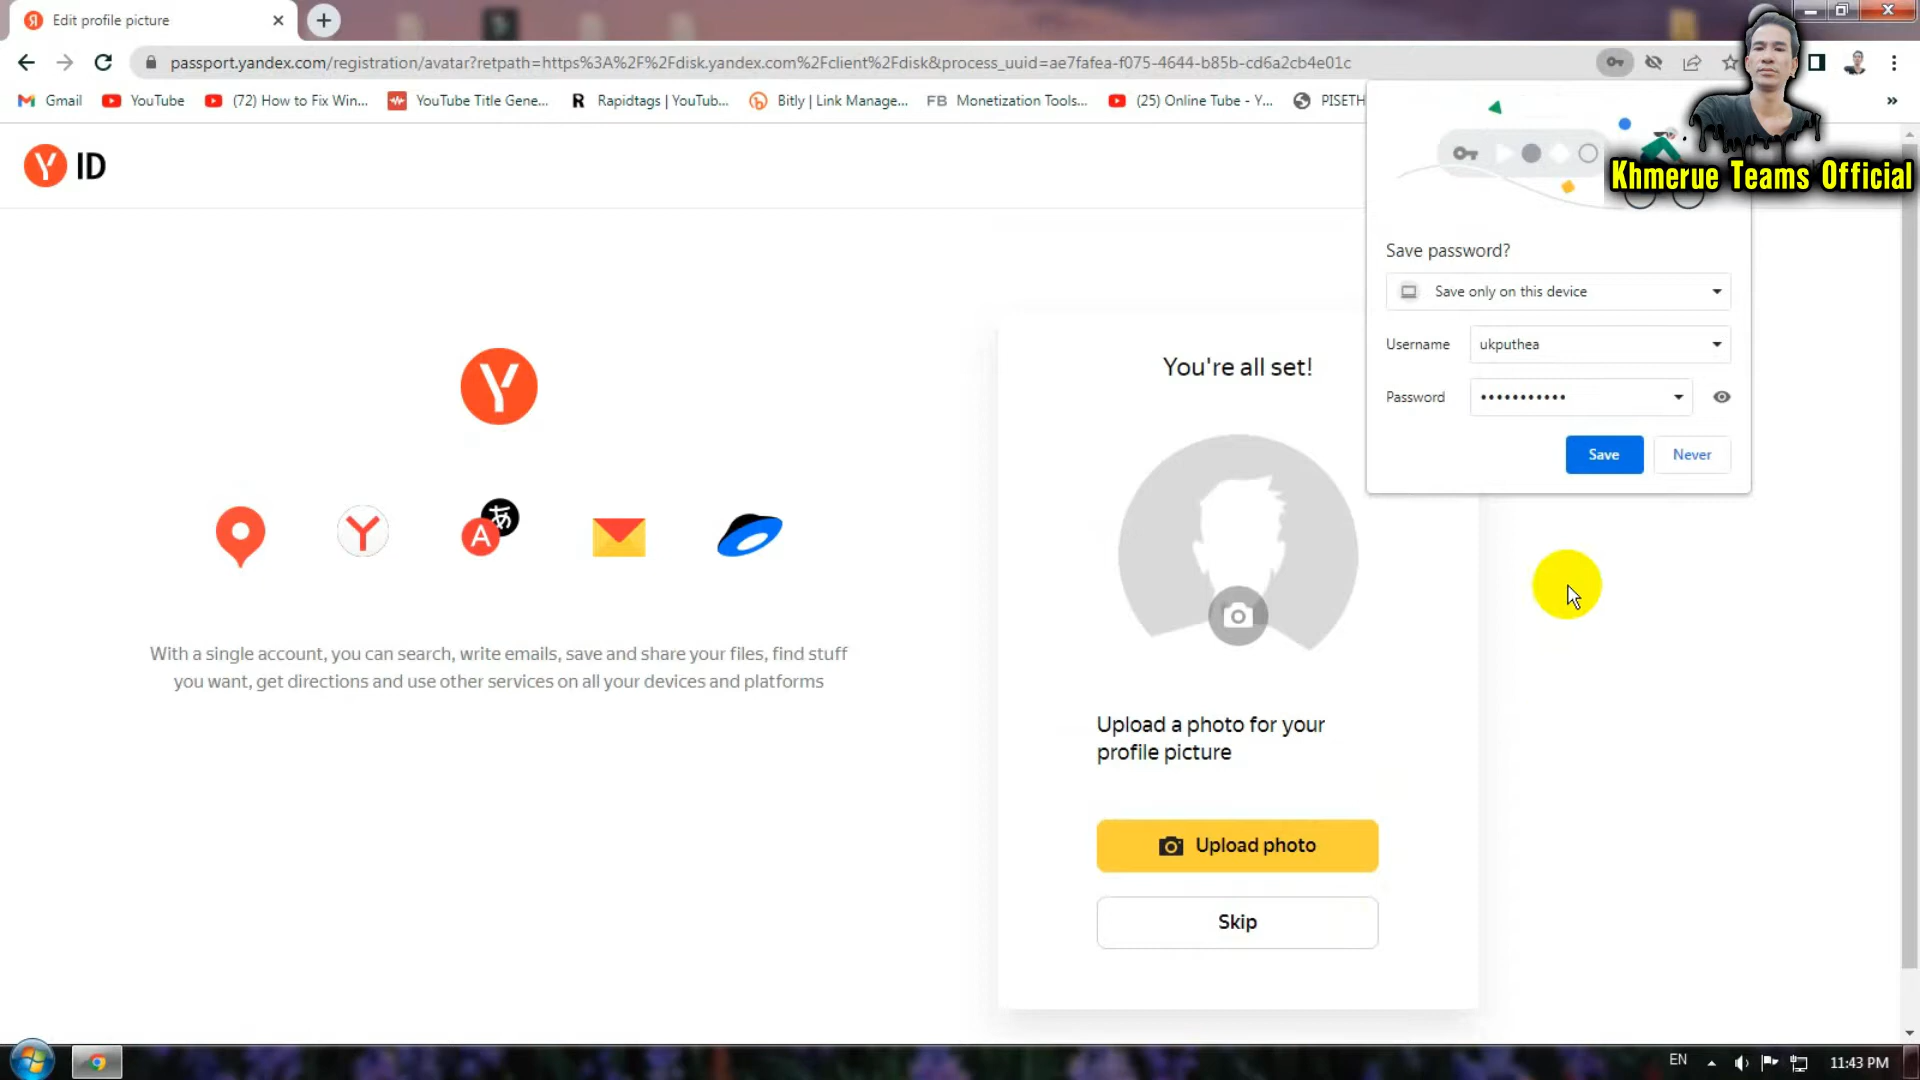 Edit profile picture
passport.yandex.com/registration/avatar?retpath=https%3A%2F%2Fdisk.yandex.com%2Fclient%2Fdisk&process_uuid=ae7fafea-f075-4644-b85b-cd6a2cb4e01c
Gmail YouTube (72) How to Fix Win... YouTube Title Gene... R Rapidtags | YouTub... Bitly | Link Manage... FB Monetization Tools... (25) Online Tube - Y... PISETH »
Khmerue Teams Official
Y ID
Save password?
Save only on this device
Username ukputhea
Password •••••••••••
Save Never
You're all set!
Y
Y A あ
With a single account, you can search, write emails, save and share your files, find stuff
you want, get directions and use other services on all your devices and platforms
Upload a photo for your
profile picture
Upload photo
Skip
EN 11:43 PM